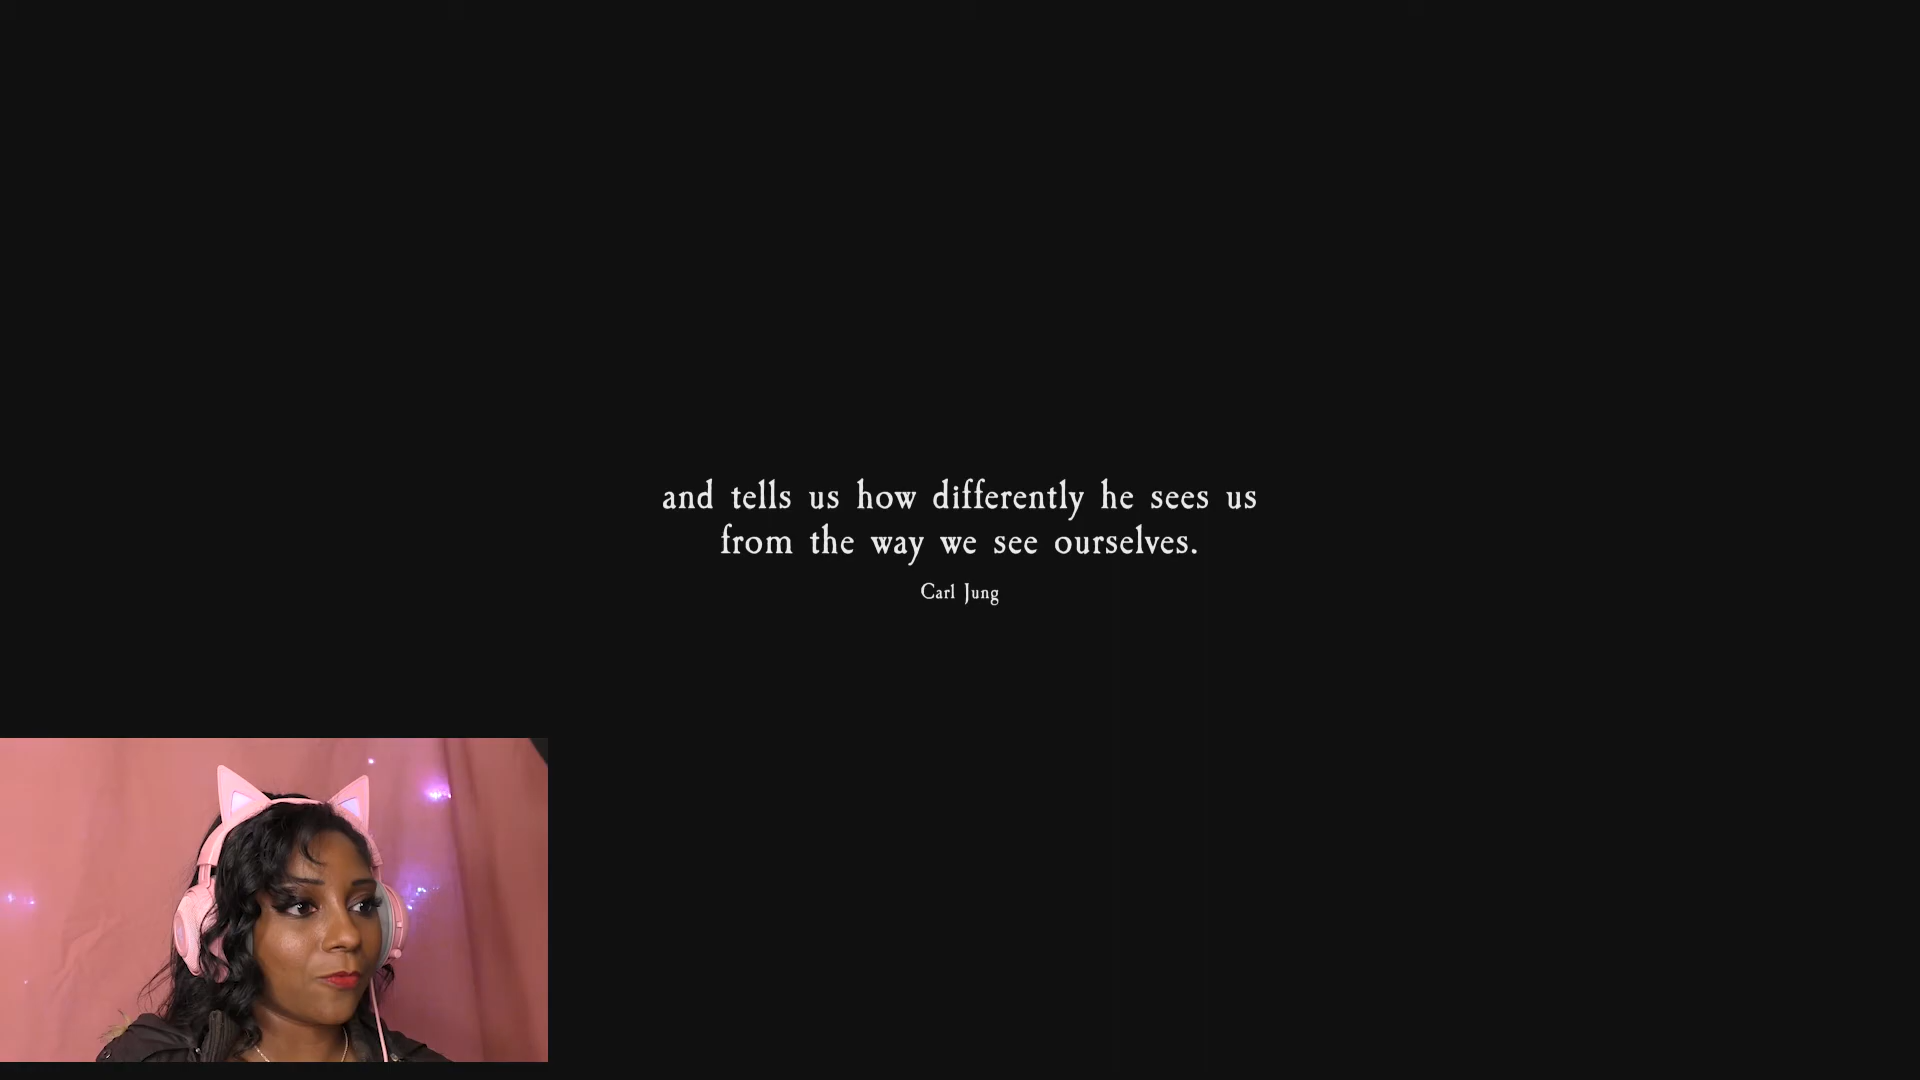 and tells us how differently he sees us
from the way we see ourselves.
Carl Jung